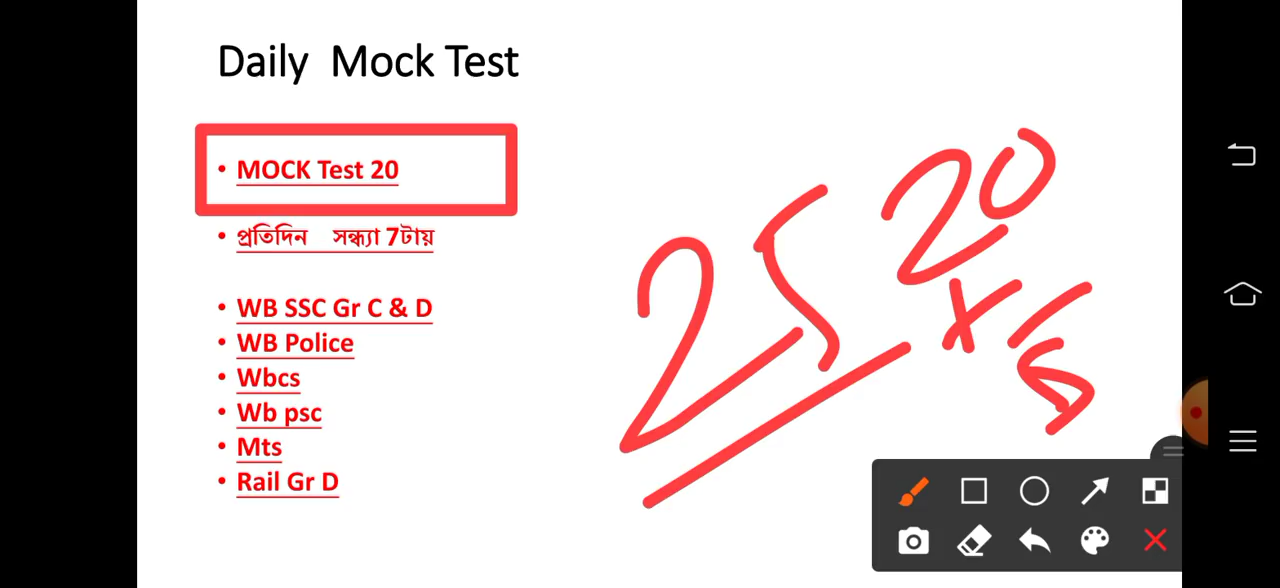 Daily Mock Test
MOCK Test 20
প্রতিদিন সন্ধ্যা 7টায়
WB SSC Gr C & D
WB Police
Wbcs
Wb psc
Mts
Rail Gr D
25
20
x 15